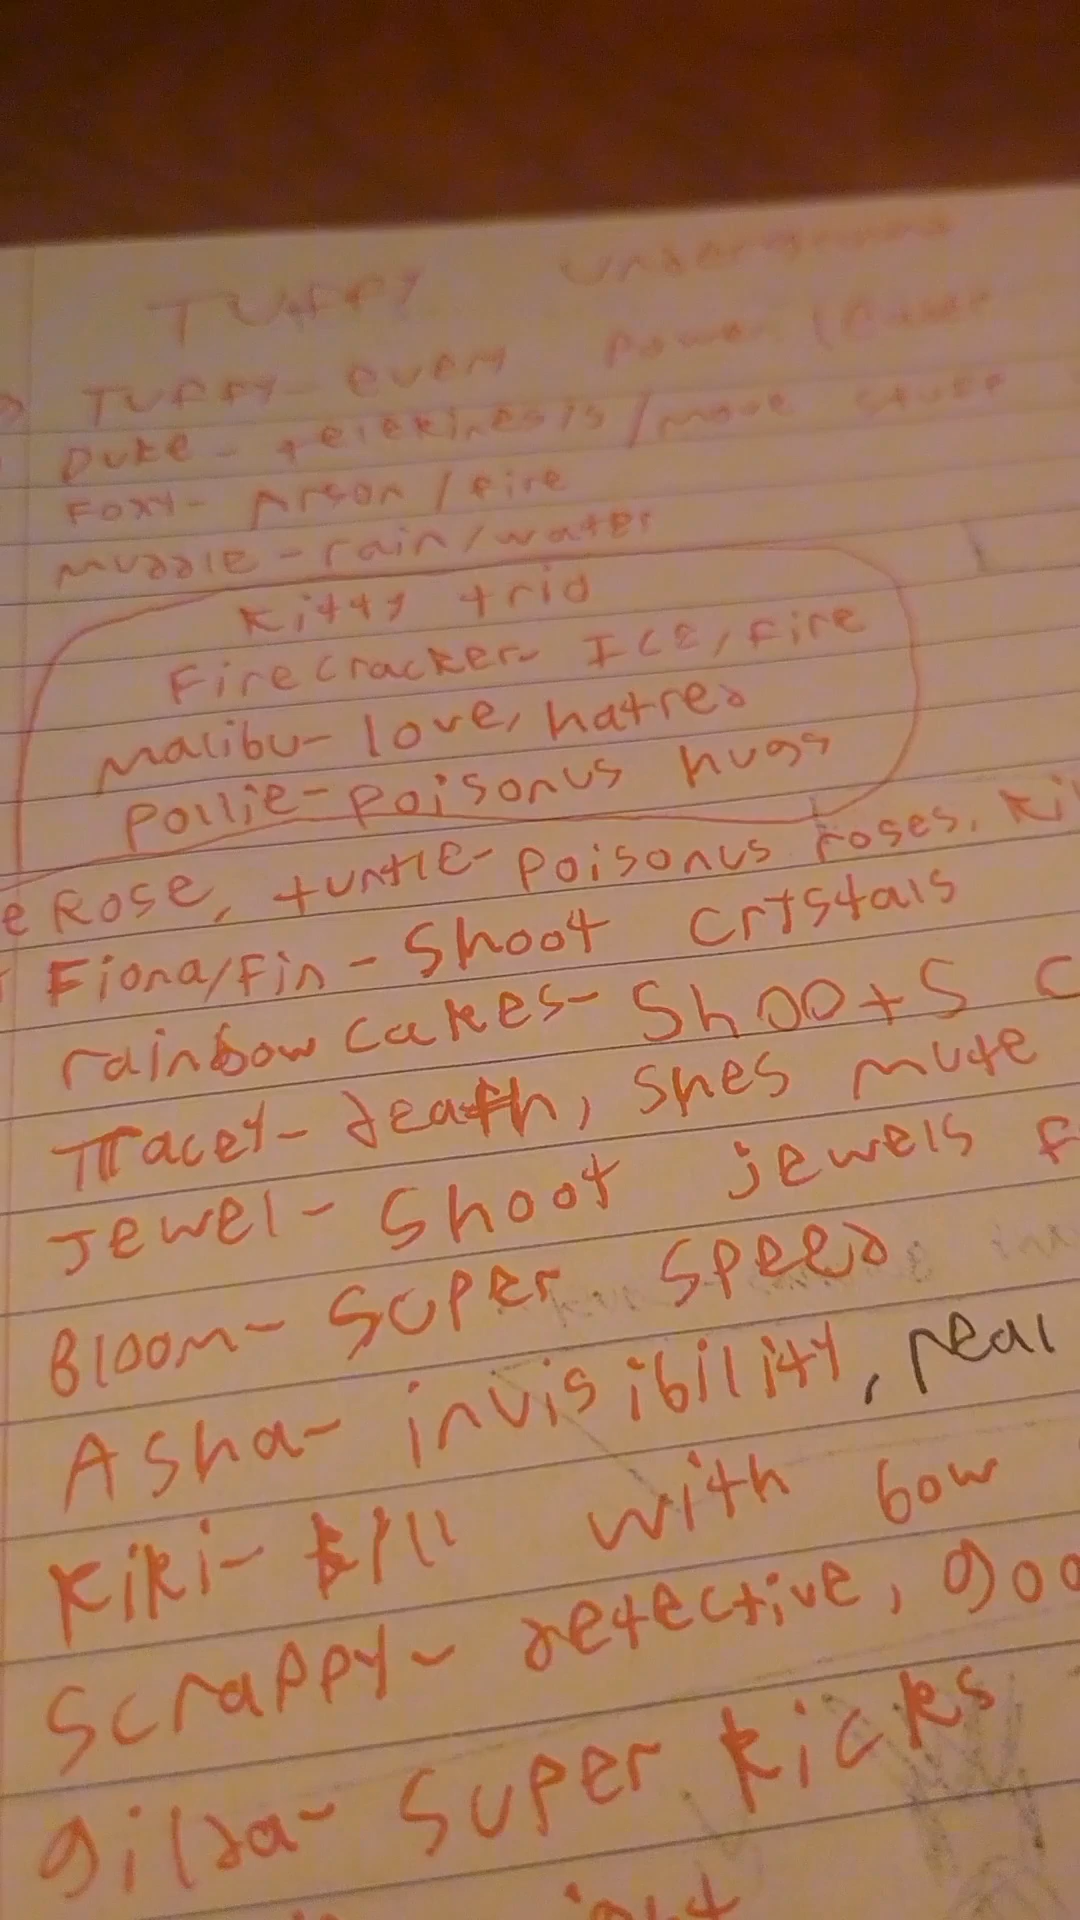 TUFFY Underground
TUFFY- every Power
Duke- telekinesis/move stuff
Foxy- Arson/fire
muzzle-rain/water
Kitty trio
Firecracker- ICE, Fire
malibu- love, hatred
Pollie-Poisonus hugs
Rose, turtle- Poisonus roses,
Fiona/Fin - Shoot crystals
rainbow cakes- Shoots
Tracey- death, shes mute
Jewel- Shoot jewels
Bloom- Super Speed
Asha- invisibility, real
Kiki- kill with bow
Scrappy- detective,
gilda- Super kicks